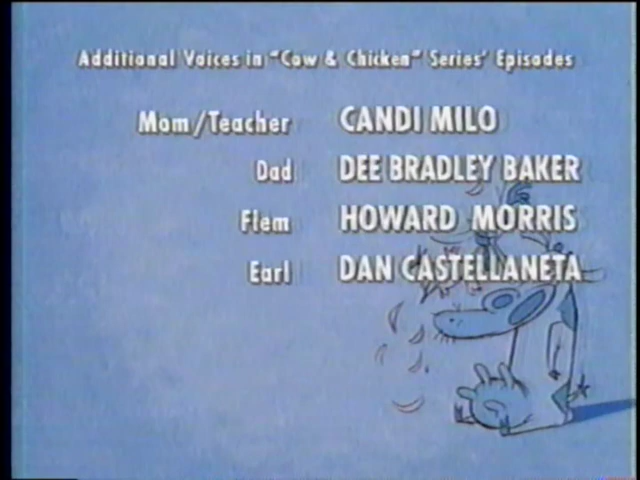 Additional Voices in "Cow & Chicken" Series' Episodes
Mom/Teacher CANDI MILO
Dad DEE BRADLEY BAKER
Flem HOWARD MORRIS
Earl DAN CASTELLANETA